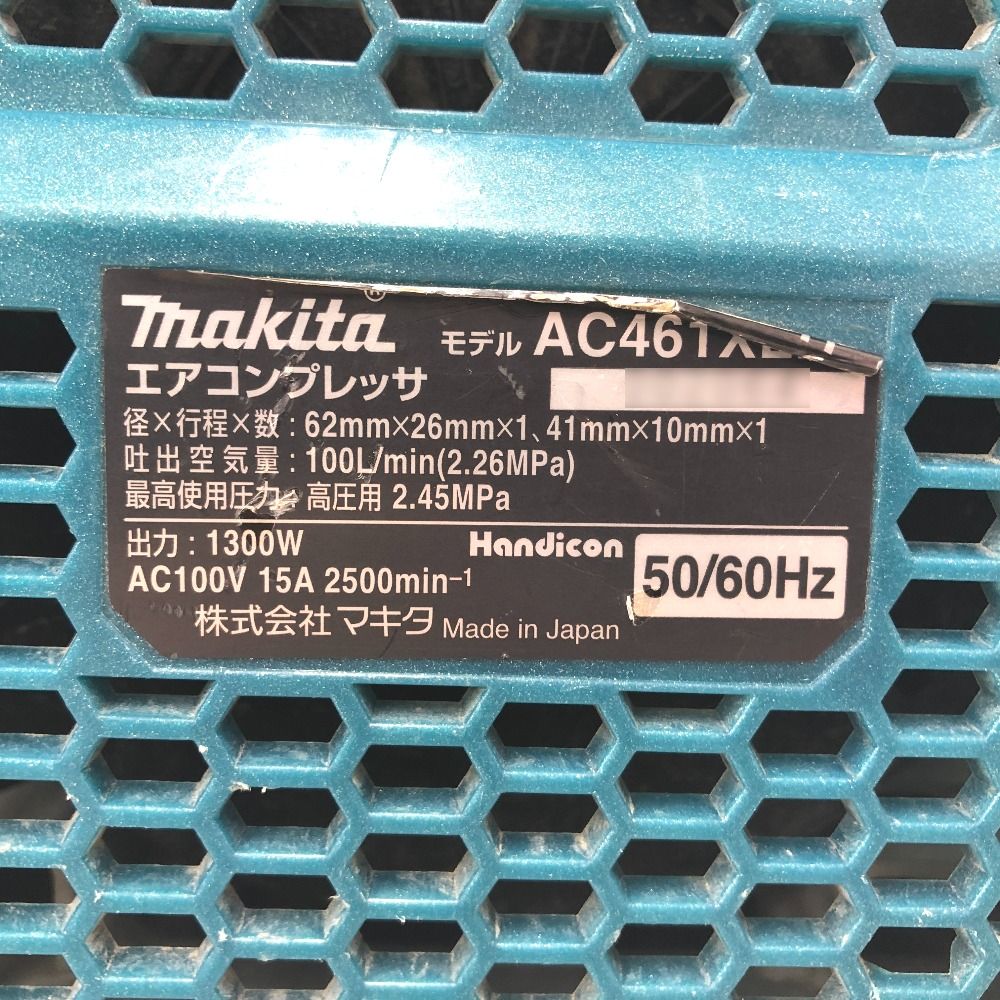 makita® モデル AC461X
エアコンプレッサ
径×行程×数：62mm×26mm×1、41mm×10mm×1
吐出空気量：100L/min(2.26MPa)
最高使用圧力：高圧用 2.45MPa
出力：1300W Handicon
AC100V 15A 2500min⁻¹ 50/60Hz
株式会社マキタ Made in Japan